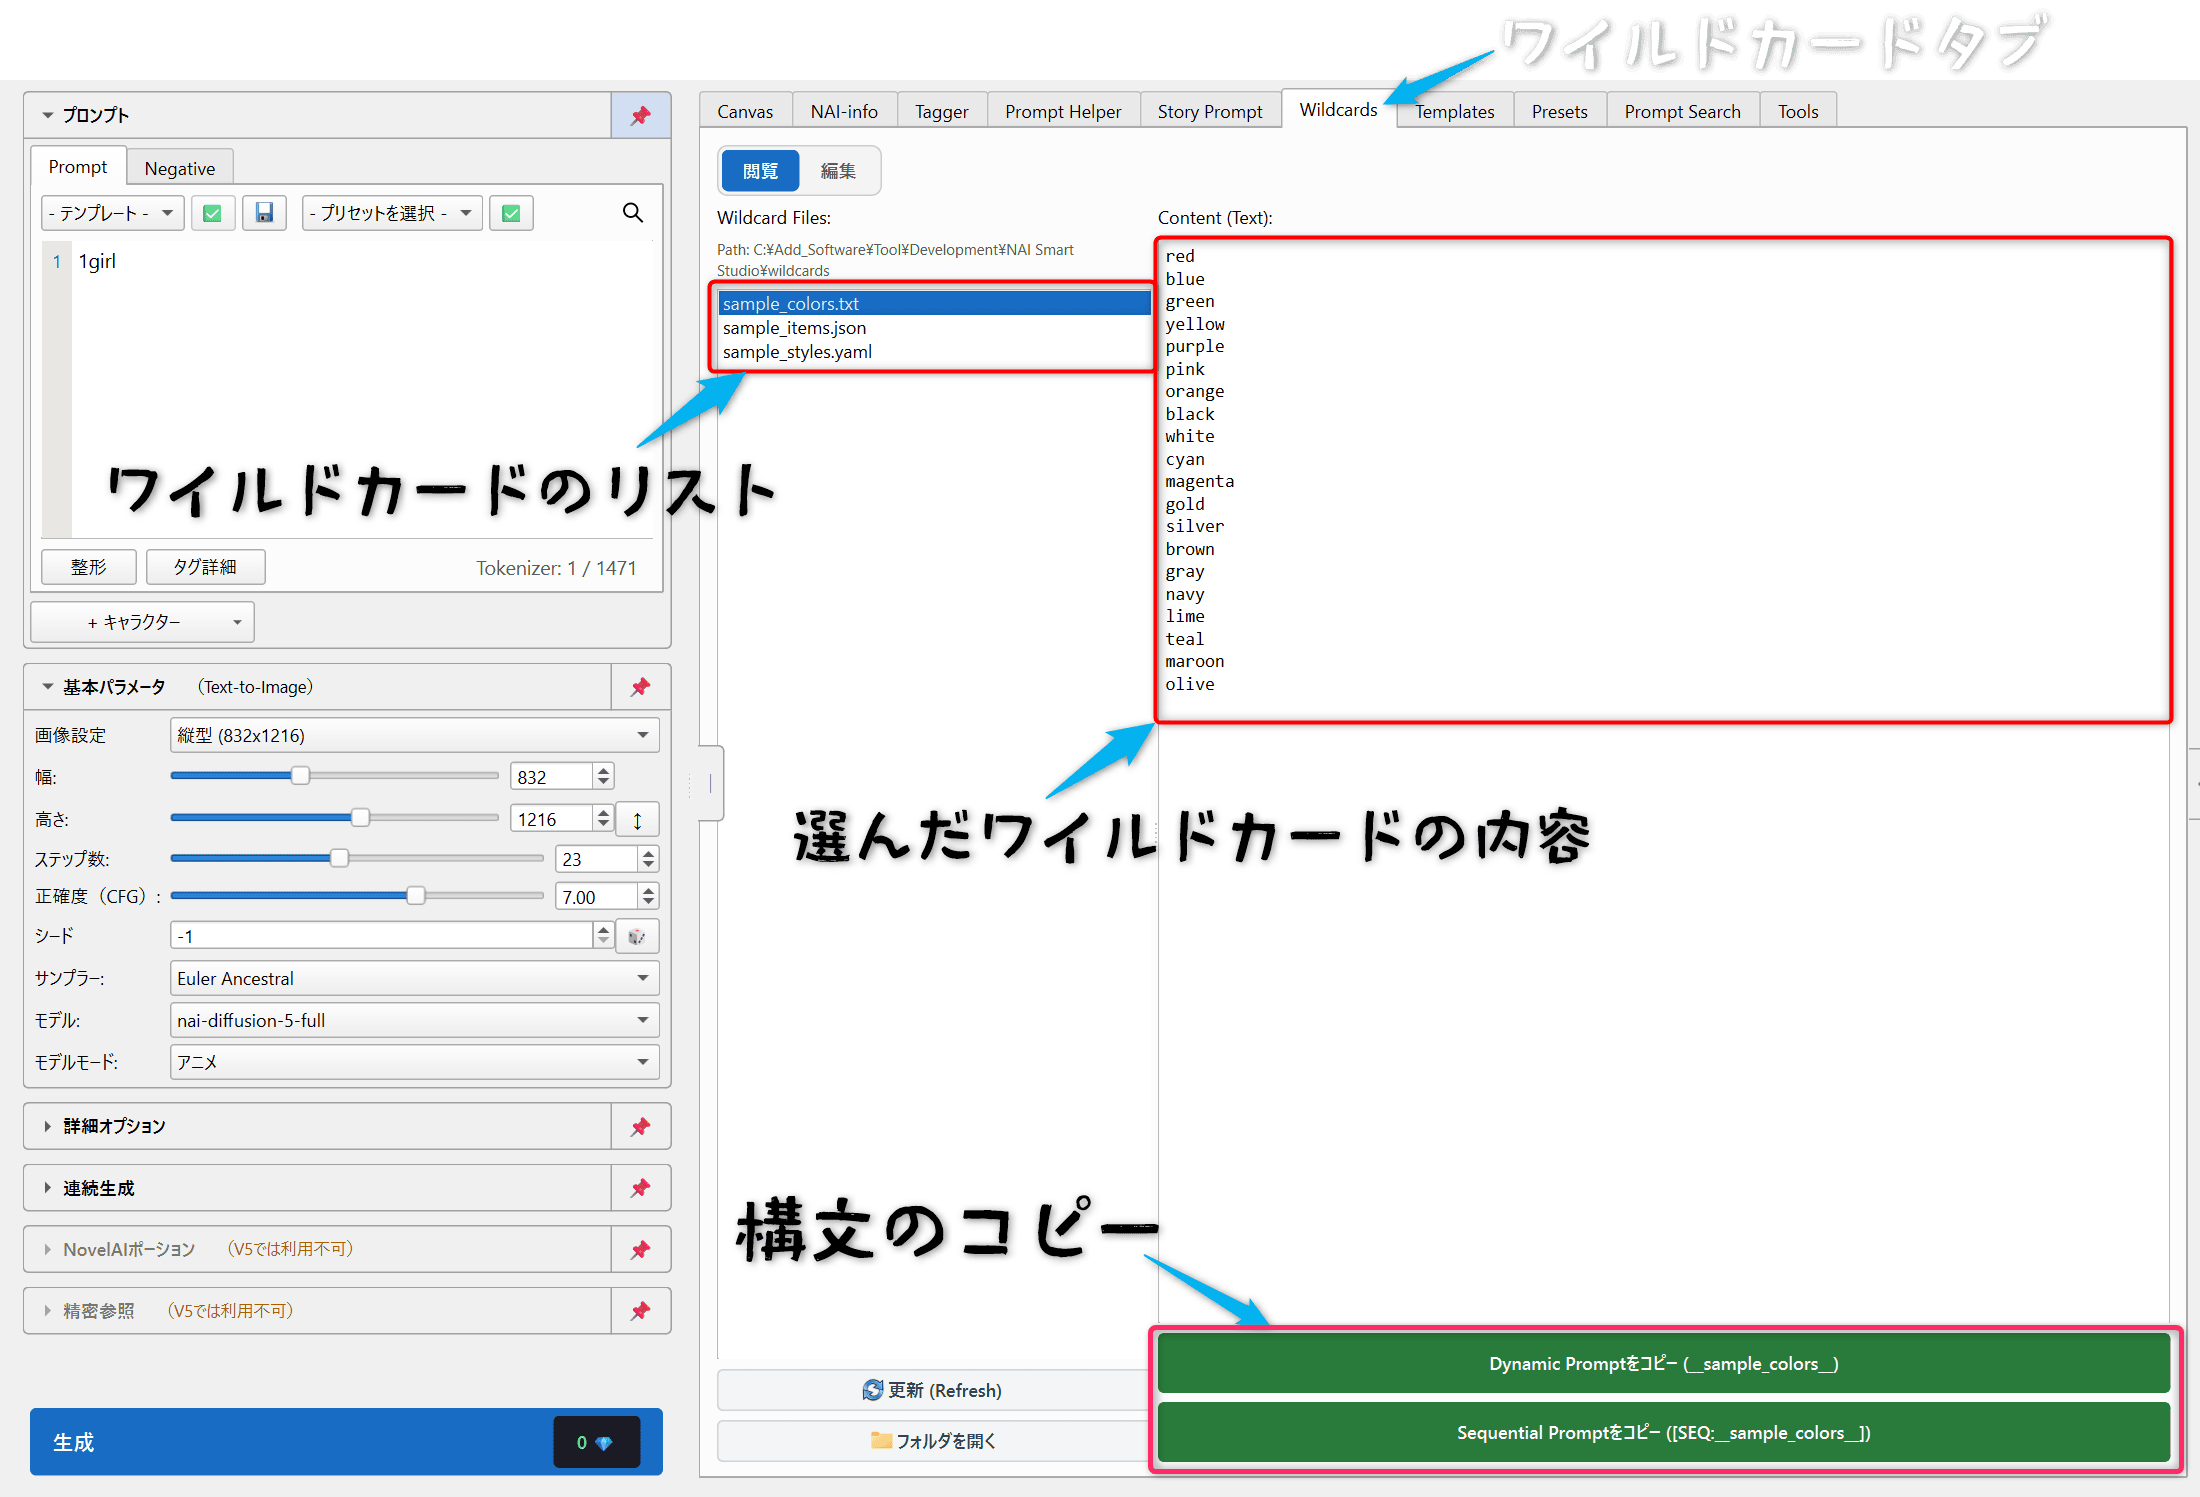 ワイルドカードタブ
プロンプト
Prompt
Negative
- テンプレート -
- プリセットを選択 -
1
1girl
ワイルドカードのリスト
整形
タグ詳細
Tokenizer: 1 / 1471
+ キャラクター
基本パラメータ
（Text-to-Image）
画像設定
縦型 (832x1216)
幅:
832
高さ:
1216
↕
ステップ数:
23
正確度（CFG）:
7.00
シード
-1
サンプラー:
Euler Ancestral
モデル:
nai-diffusion-5-full
モデルモード:
アニメ
詳細オプション
連続生成
NovelAIポーション
（V5では利用不可）
精密参照
（V5では利用不可）
生成
0
Canvas
NAI-info
Tagger
Prompt Helper
Story Prompt
Wildcards
Templates
Presets
Prompt Search
Tools
閲覧
編集
Wildcard Files:
Path: C:¥Add_Software¥Tool¥Development¥NAI Smart
Studio¥wildcards
sample_colors.txt
sample_items.json
sample_styles.yaml
Content (Text):
red
blue
green
yellow
purple
pink
orange
black
white
cyan
magenta
gold
silver
brown
gray
navy
lime
teal
maroon
olive
選んだワイルドカードの内容
構文のコピー
更新 (Refresh)
フォルダを開く
Dynamic Promptをコピー (__sample_colors__)
Sequential Promptをコピー ([SEQ:__sample_colors__])